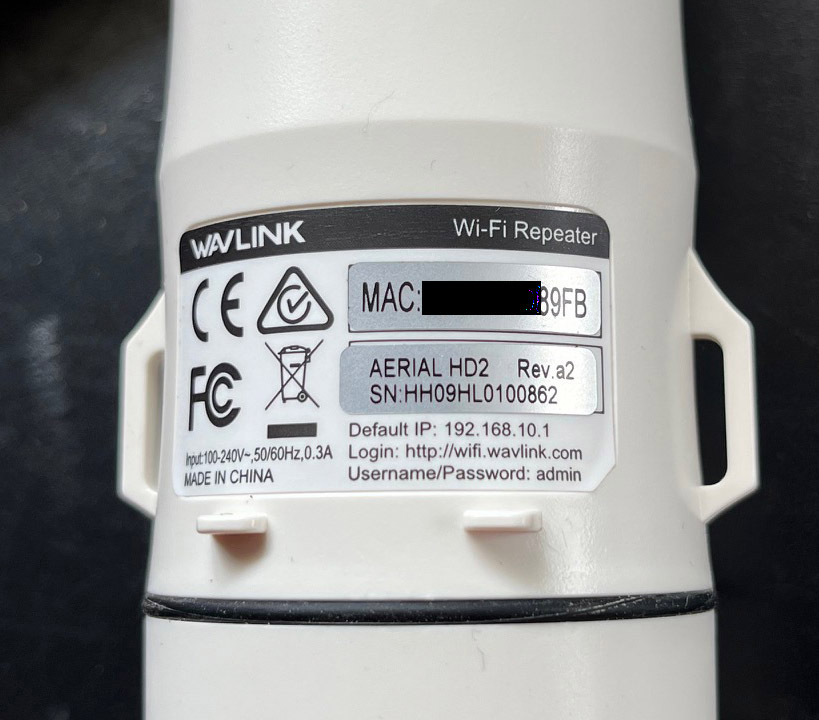 WAVLINK Wi-Fi Repeater
MAC: 89FB
AERIAL HD2 Rev.a2
SN:HH09HL0100862
Default IP: 192.168.10.1
Login: http://wifi.wavlink.com
Username/Password: admin
CE
FC
Input:100-240V~,50/60Hz,0.3A
MADE IN CHINA